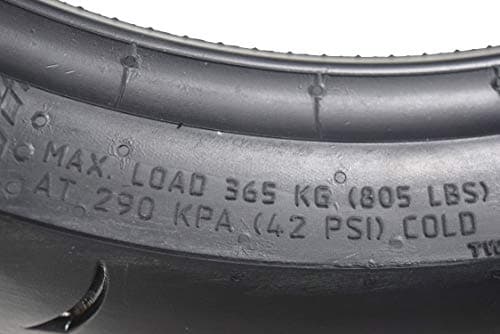 MAX. LOAD 365 KG (805 LBS)
AT 290 KPA (42 PSI) COLD